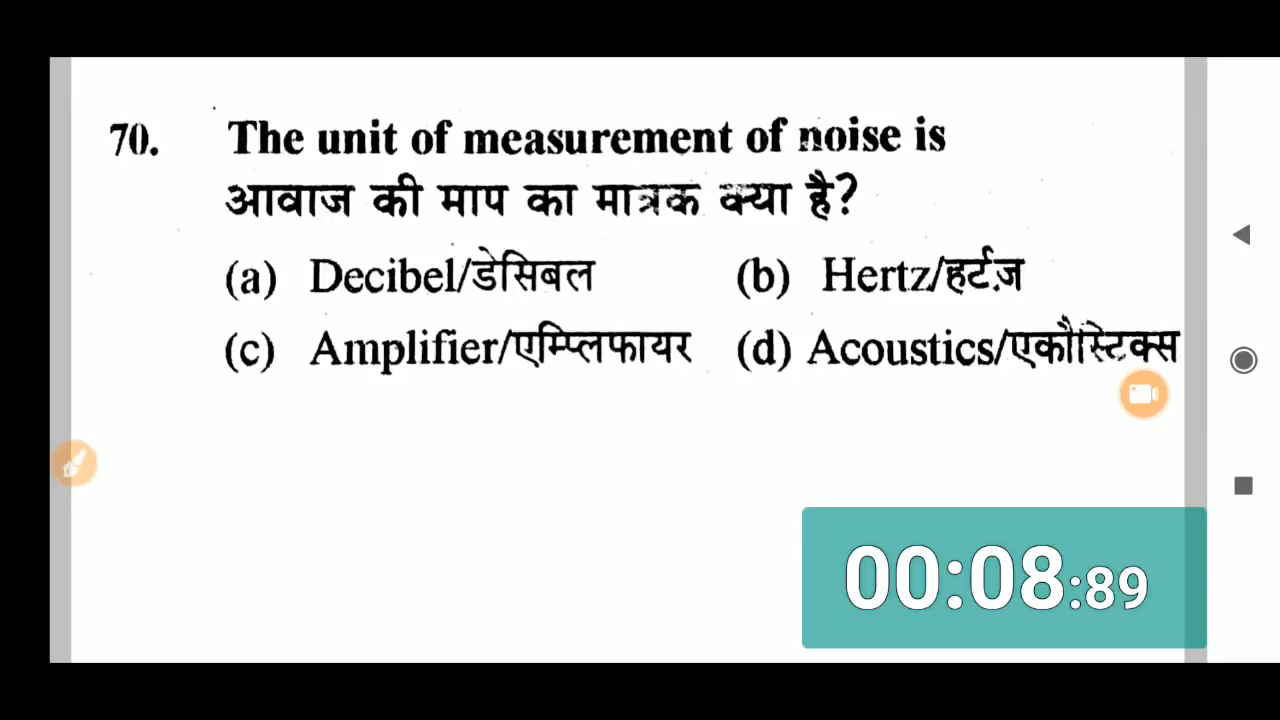 70. The unit of measurement of noise is
आवाज की माप का मात्रक क्या है?
(a) Decibel/डेसिबल (b) Hertz/हर्ट्ज़
(c) Amplifier/एम्प्लिफायर (d) Acoustics/एकौस्टिक्स
00:08:89